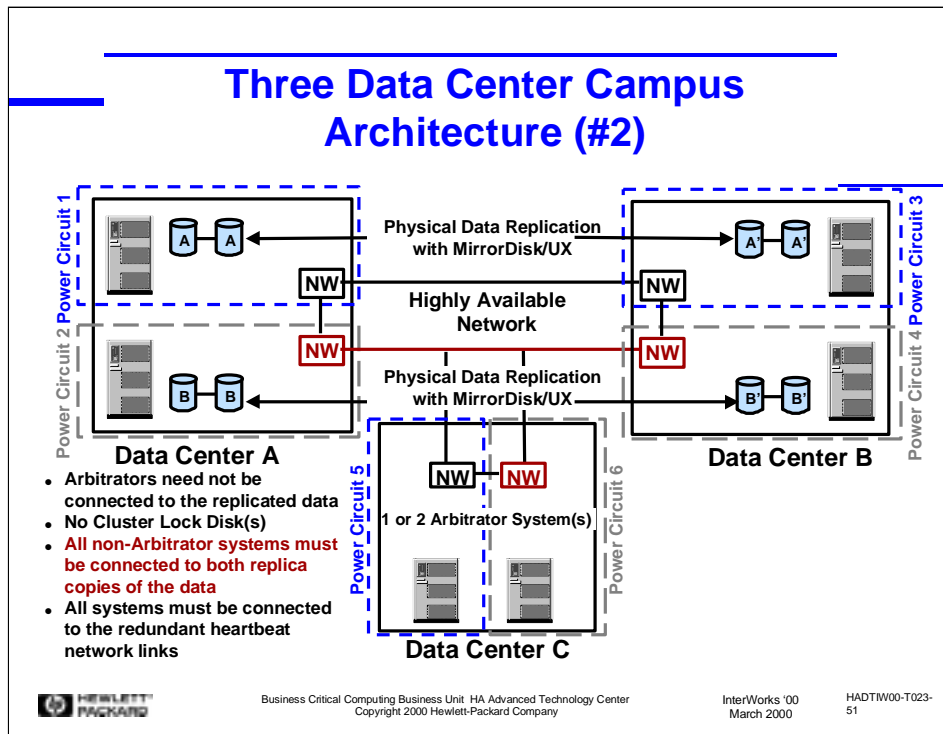 Three Data Center Campus
Architecture (#2)
Power Circuit 1
A
A
Physical Data Replication
with MirrorDisk/UX
A'
A'
Power Circuit 3
NW
NW
Highly Available
Network
Power Circuit 2
NW
NW
Power Circuit 4
B
B
Physical Data Replication
with MirrorDisk/UX
B'
B'
Data Center A
Data Center B
• Arbitrators need not be
connected to the replicated data
• No Cluster Lock Disk(s)
• All non-Arbitrator systems must
be connected to both replica
copies of the data
• All systems must be connected
to the redundant heartbeat
network links
Power Circuit 5
NW
NW
Power Circuit 6
1 or 2 Arbitrator System(s)
Data Center C
hp
HEWLETT
PACKARD
Business Critical Computing Business Unit HA Advanced Technology Center
Copyright 2000 Hewlett-Packard Company
InterWorks '00
March 2000
HADTIW00-T023-
51